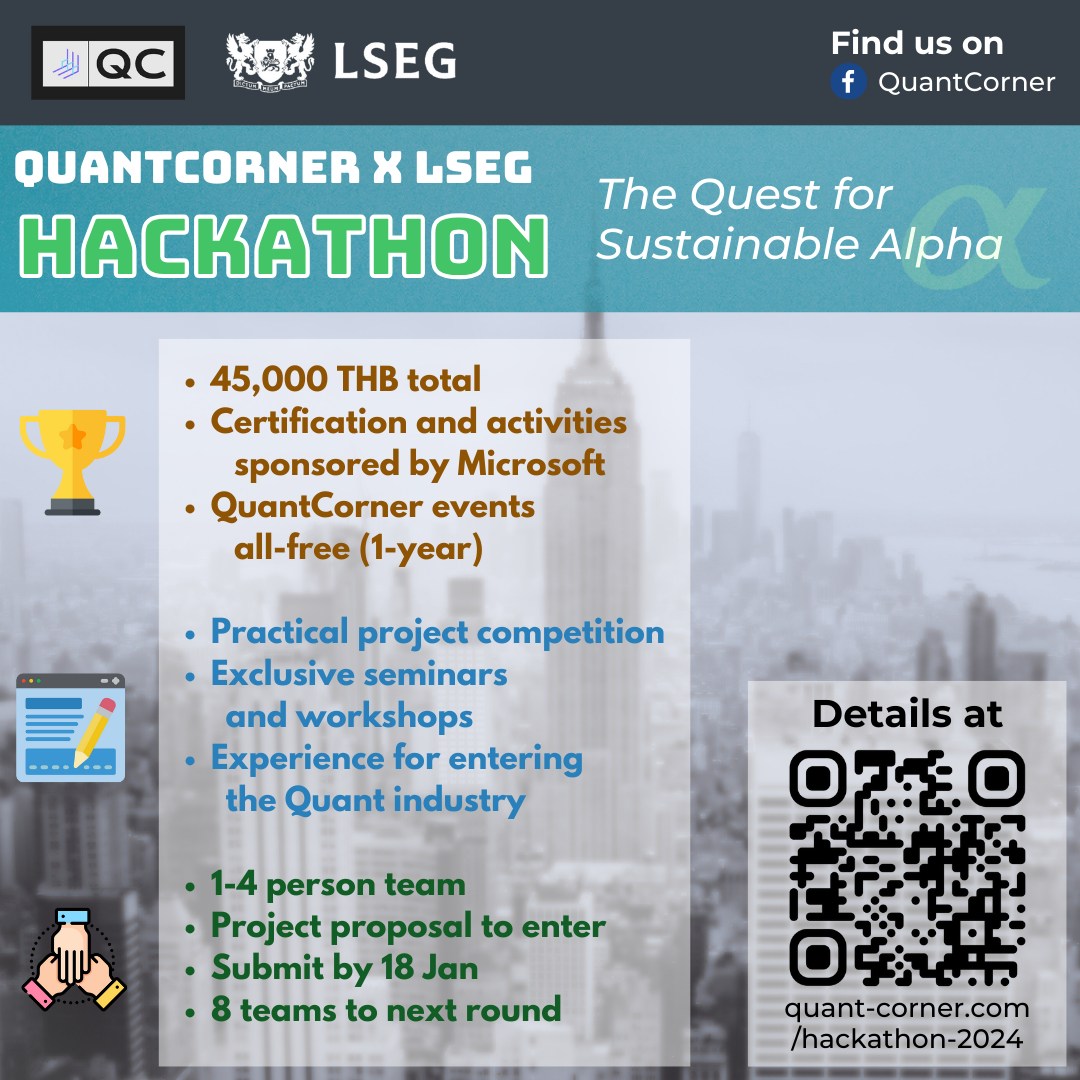 QC
LSEG
Find us on
QuantCorner
QUANTCORNER X LSEG
HACKATHON
The Quest for
Sustainable Alpha
α
• 45,000 THB total
• Certification and activities
sponsored by Microsoft
• QuantCorner events
all-free (1-year)
• Practical project competition
• Exclusive seminars
and workshops
• Experience for entering
the Quant industry
• 1-4 person team
• Project proposal to enter
• Submit by 18 Jan
• 8 teams to next round
Details at
quant-corner.com
/hackathon-2024